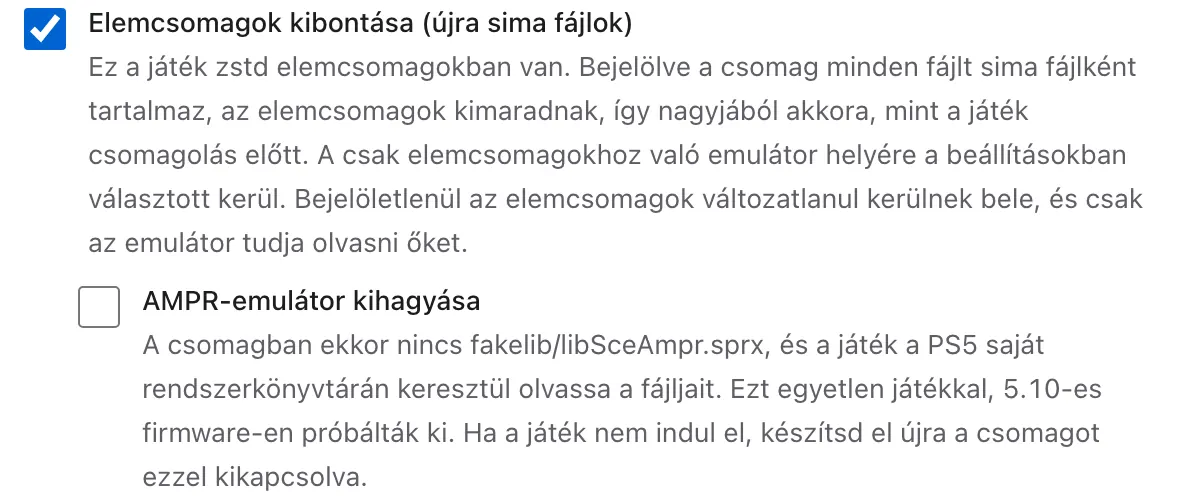 Elemcsomagok kibontása (újra sima fájlok)
Ez a játék zstd elemcsomagokban van. Bejelölve a csomag minden fájlt sima fájlként
tartalmaz, az elemcsomagok kimaradnak, így nagyjából akkora, mint a játék
csomagolás előtt. A csak elemcsomagokhoz való emulátor helyére a beállításokban
választott kerül. Bejelöletlenül az elemcsomagok változatlanul kerülnek bele, és csak
az emulátor tudja olvasni őket.
AMPR-emulátor kihagyása
A csomagban ekkor nincs fakelib/libSceAmpr.sprx, és a játék a PS5 saját
rendszerkönyvtárán keresztül olvassa a fájljait. Ezt egyetlen játékkal, 5.10-es
firmware-en próbálták ki. Ha a játék nem indul el, készítsd el újra a csomagot
ezzel kikapcsolva.